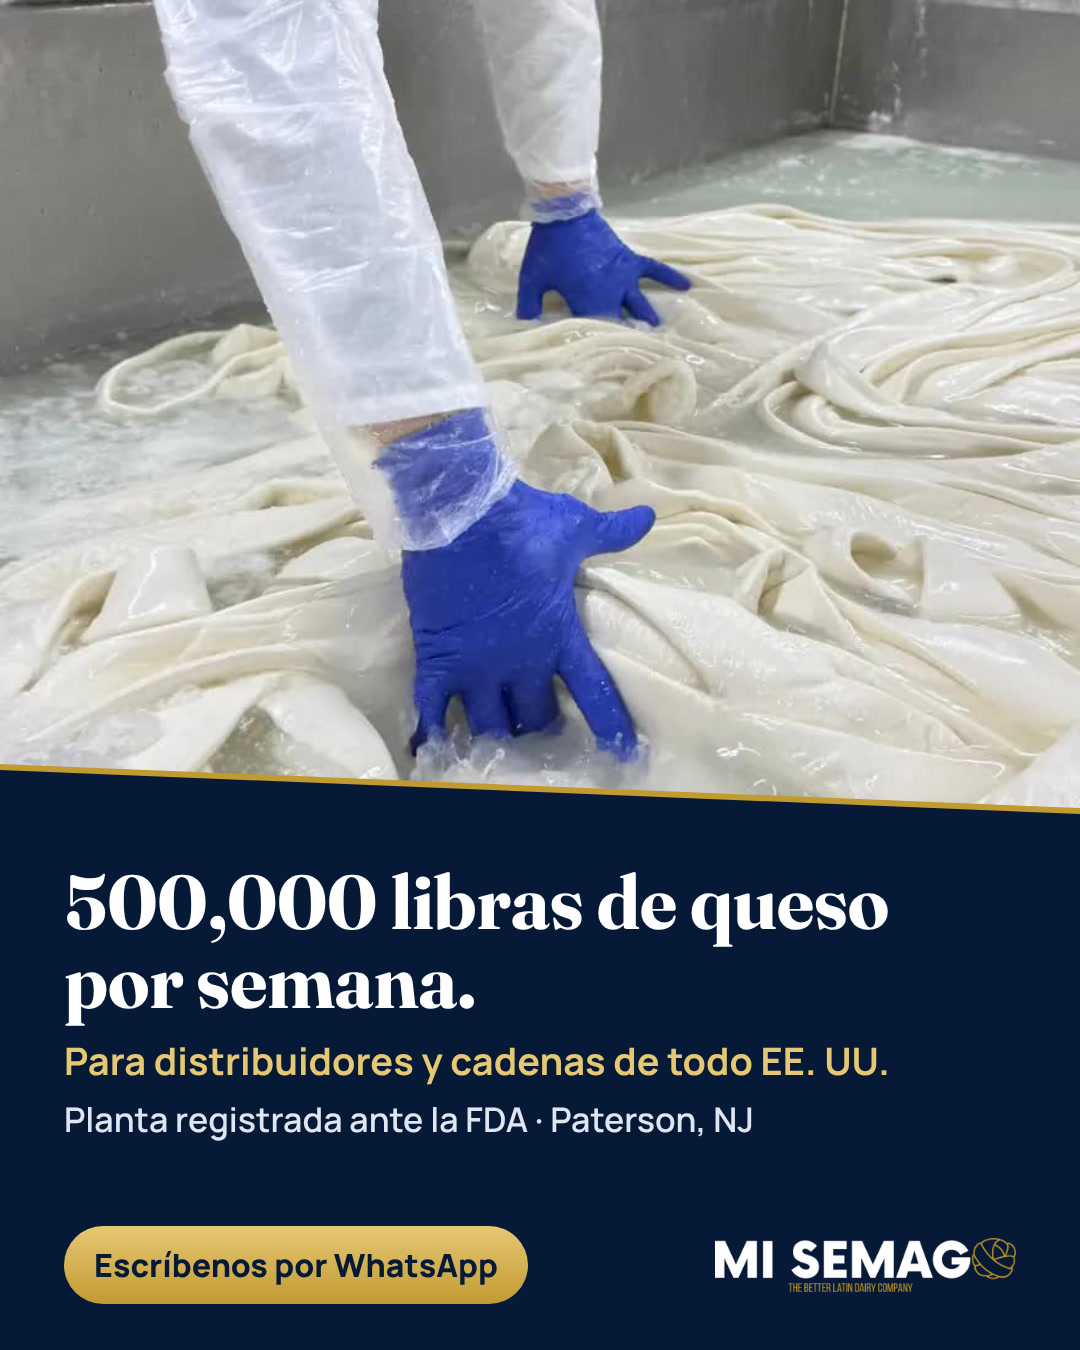 500,000 libras de queso
por semana.
Para distribuidores y cadenas de todo EE. UU.
Planta registrada ante la FDA · Paterson, NJ
Escríbenos por WhatsApp
MI SEMAG
THE BETTER LATIN DAIRY COMPANY